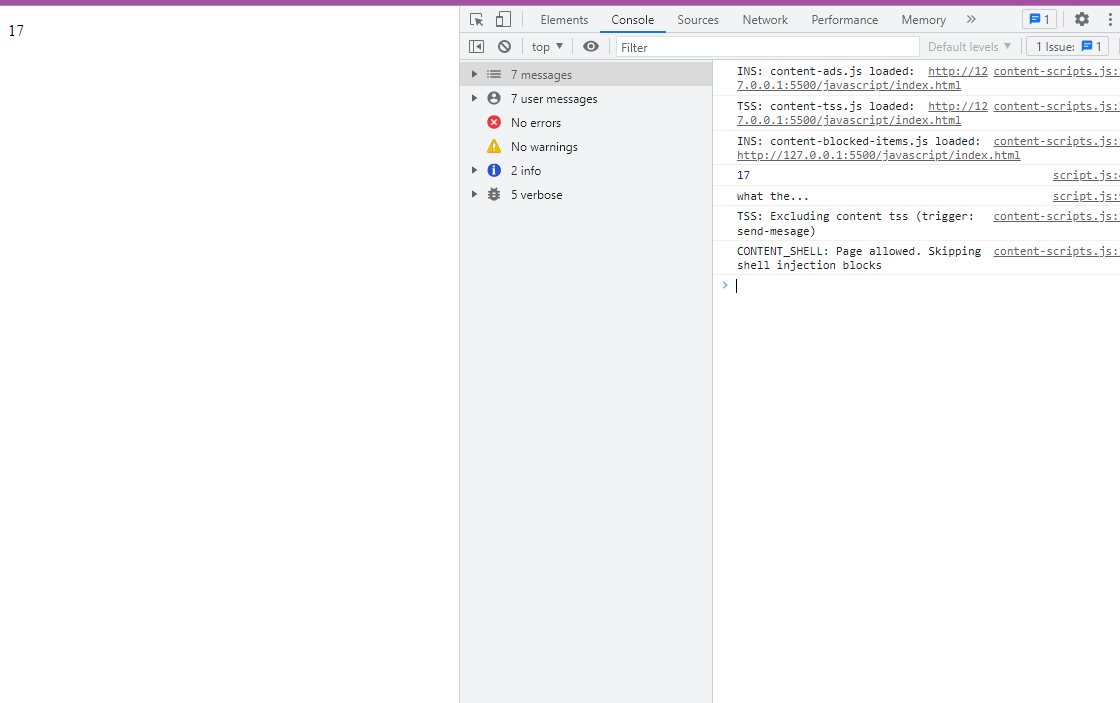 17
Elements Console Sources Network Performance Memory » 1
top Filter Default levels 1 Issue: 1
7 messages
7 user messages
No errors
No warnings
2 info
5 verbose
INS: content-ads.js loaded: http://12 content-scripts.js:
7.0.0.1:5500/javascript/index.html
TSS: content-tss.js loaded: http://12 content-scripts.js:
7.0.0.1:5500/javascript/index.html
INS: content-blocked-items.js loaded: content-scripts.js:
http://127.0.0.1:5500/javascript/index.html
17 script.js:
what the... script.js:
TSS: Excluding content tss (trigger: content-scripts.js:
send-mesage)
CONTENT_SHELL: Page allowed. Skipping content-scripts.js:
shell injection blocks